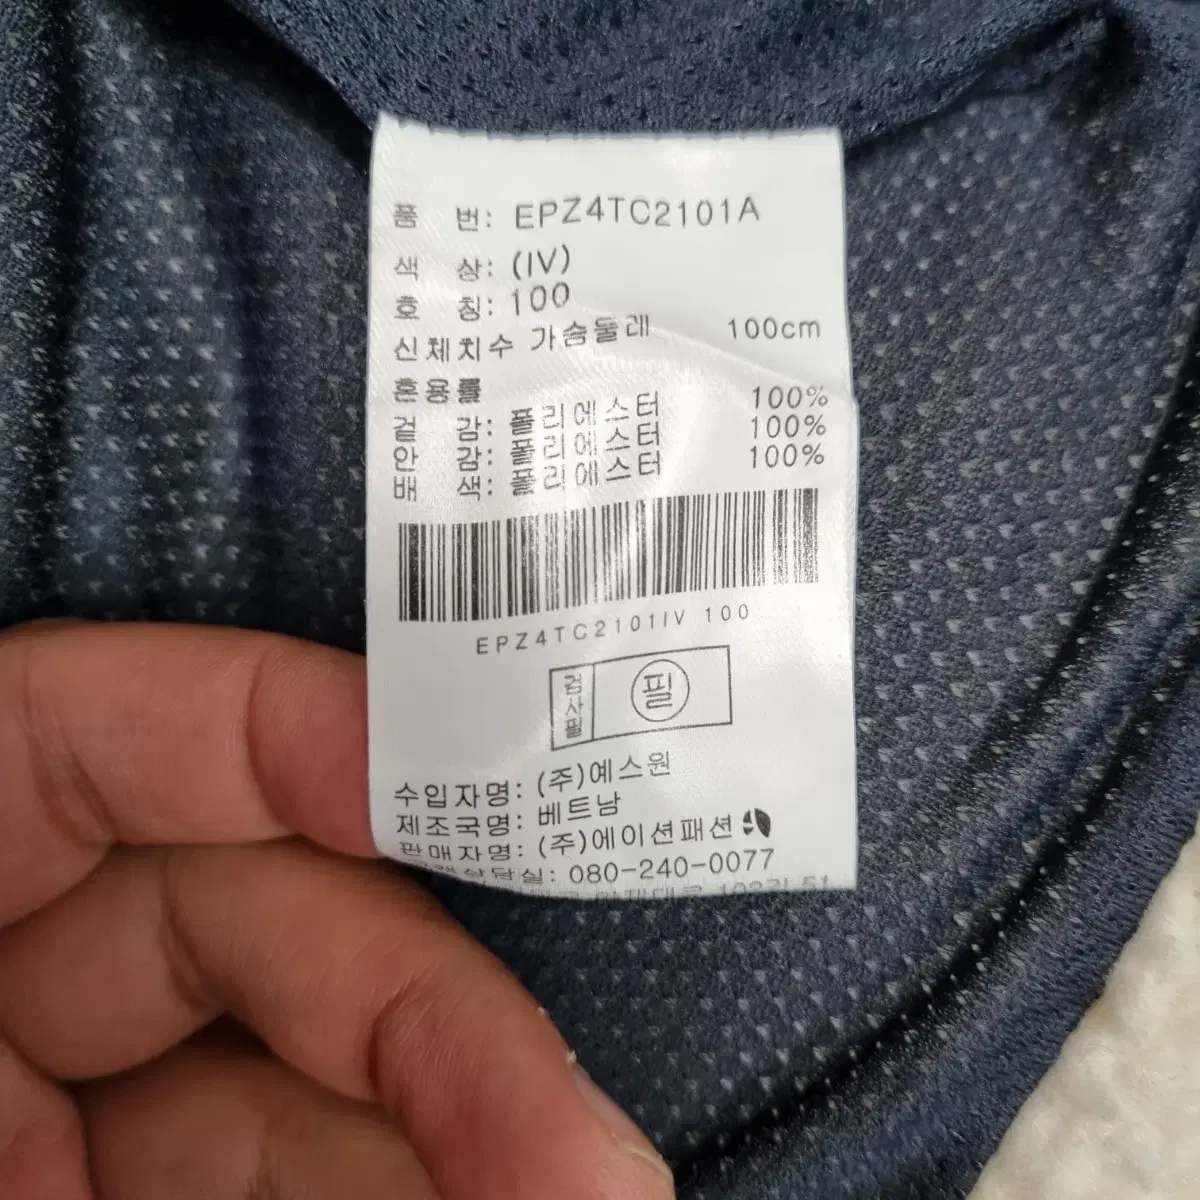 품 번: EPZ4TC2101A
색 상: (IV)
호 칭: 100
신체치수 가슴둘레 100cm
혼용률
겉 감: 폴리에스터 100%
안 감: 폴리에스터 100%
배 색: 폴리에스터 100%
EPZ4TC2101IV 100
검사필 필
수입자명: (주)예스원
제조국명: 베트남
판매자명: (주)에이션패션
상담실: 080-240-0077